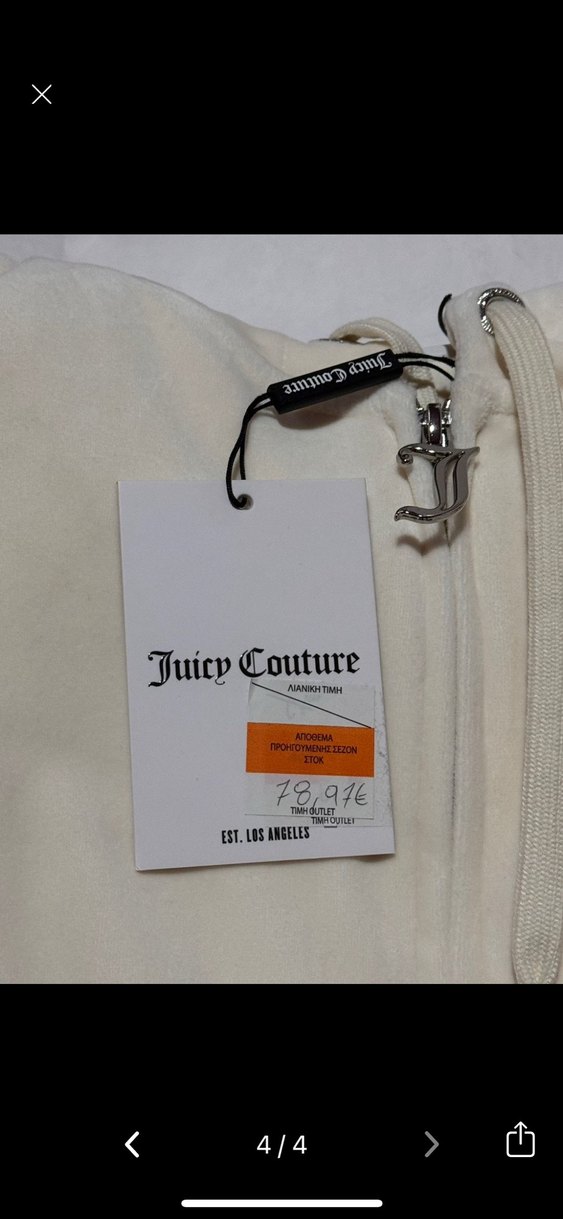 Juicy Couture
Juicy Couture
ΛΙΑΝΙΚΗ ΤΙΜΗ
ΑΠΟΘΕΜΑ
ΠΡΟΗΓΟΥΜΕΝΗΣ ΣΕΖΟΝ
ΣΤΟΚ
78,97€
ΤΙΜΗ OUTLET
ΤΙΜΗ OUTLET
EST. LOS ANGELES
4 / 4